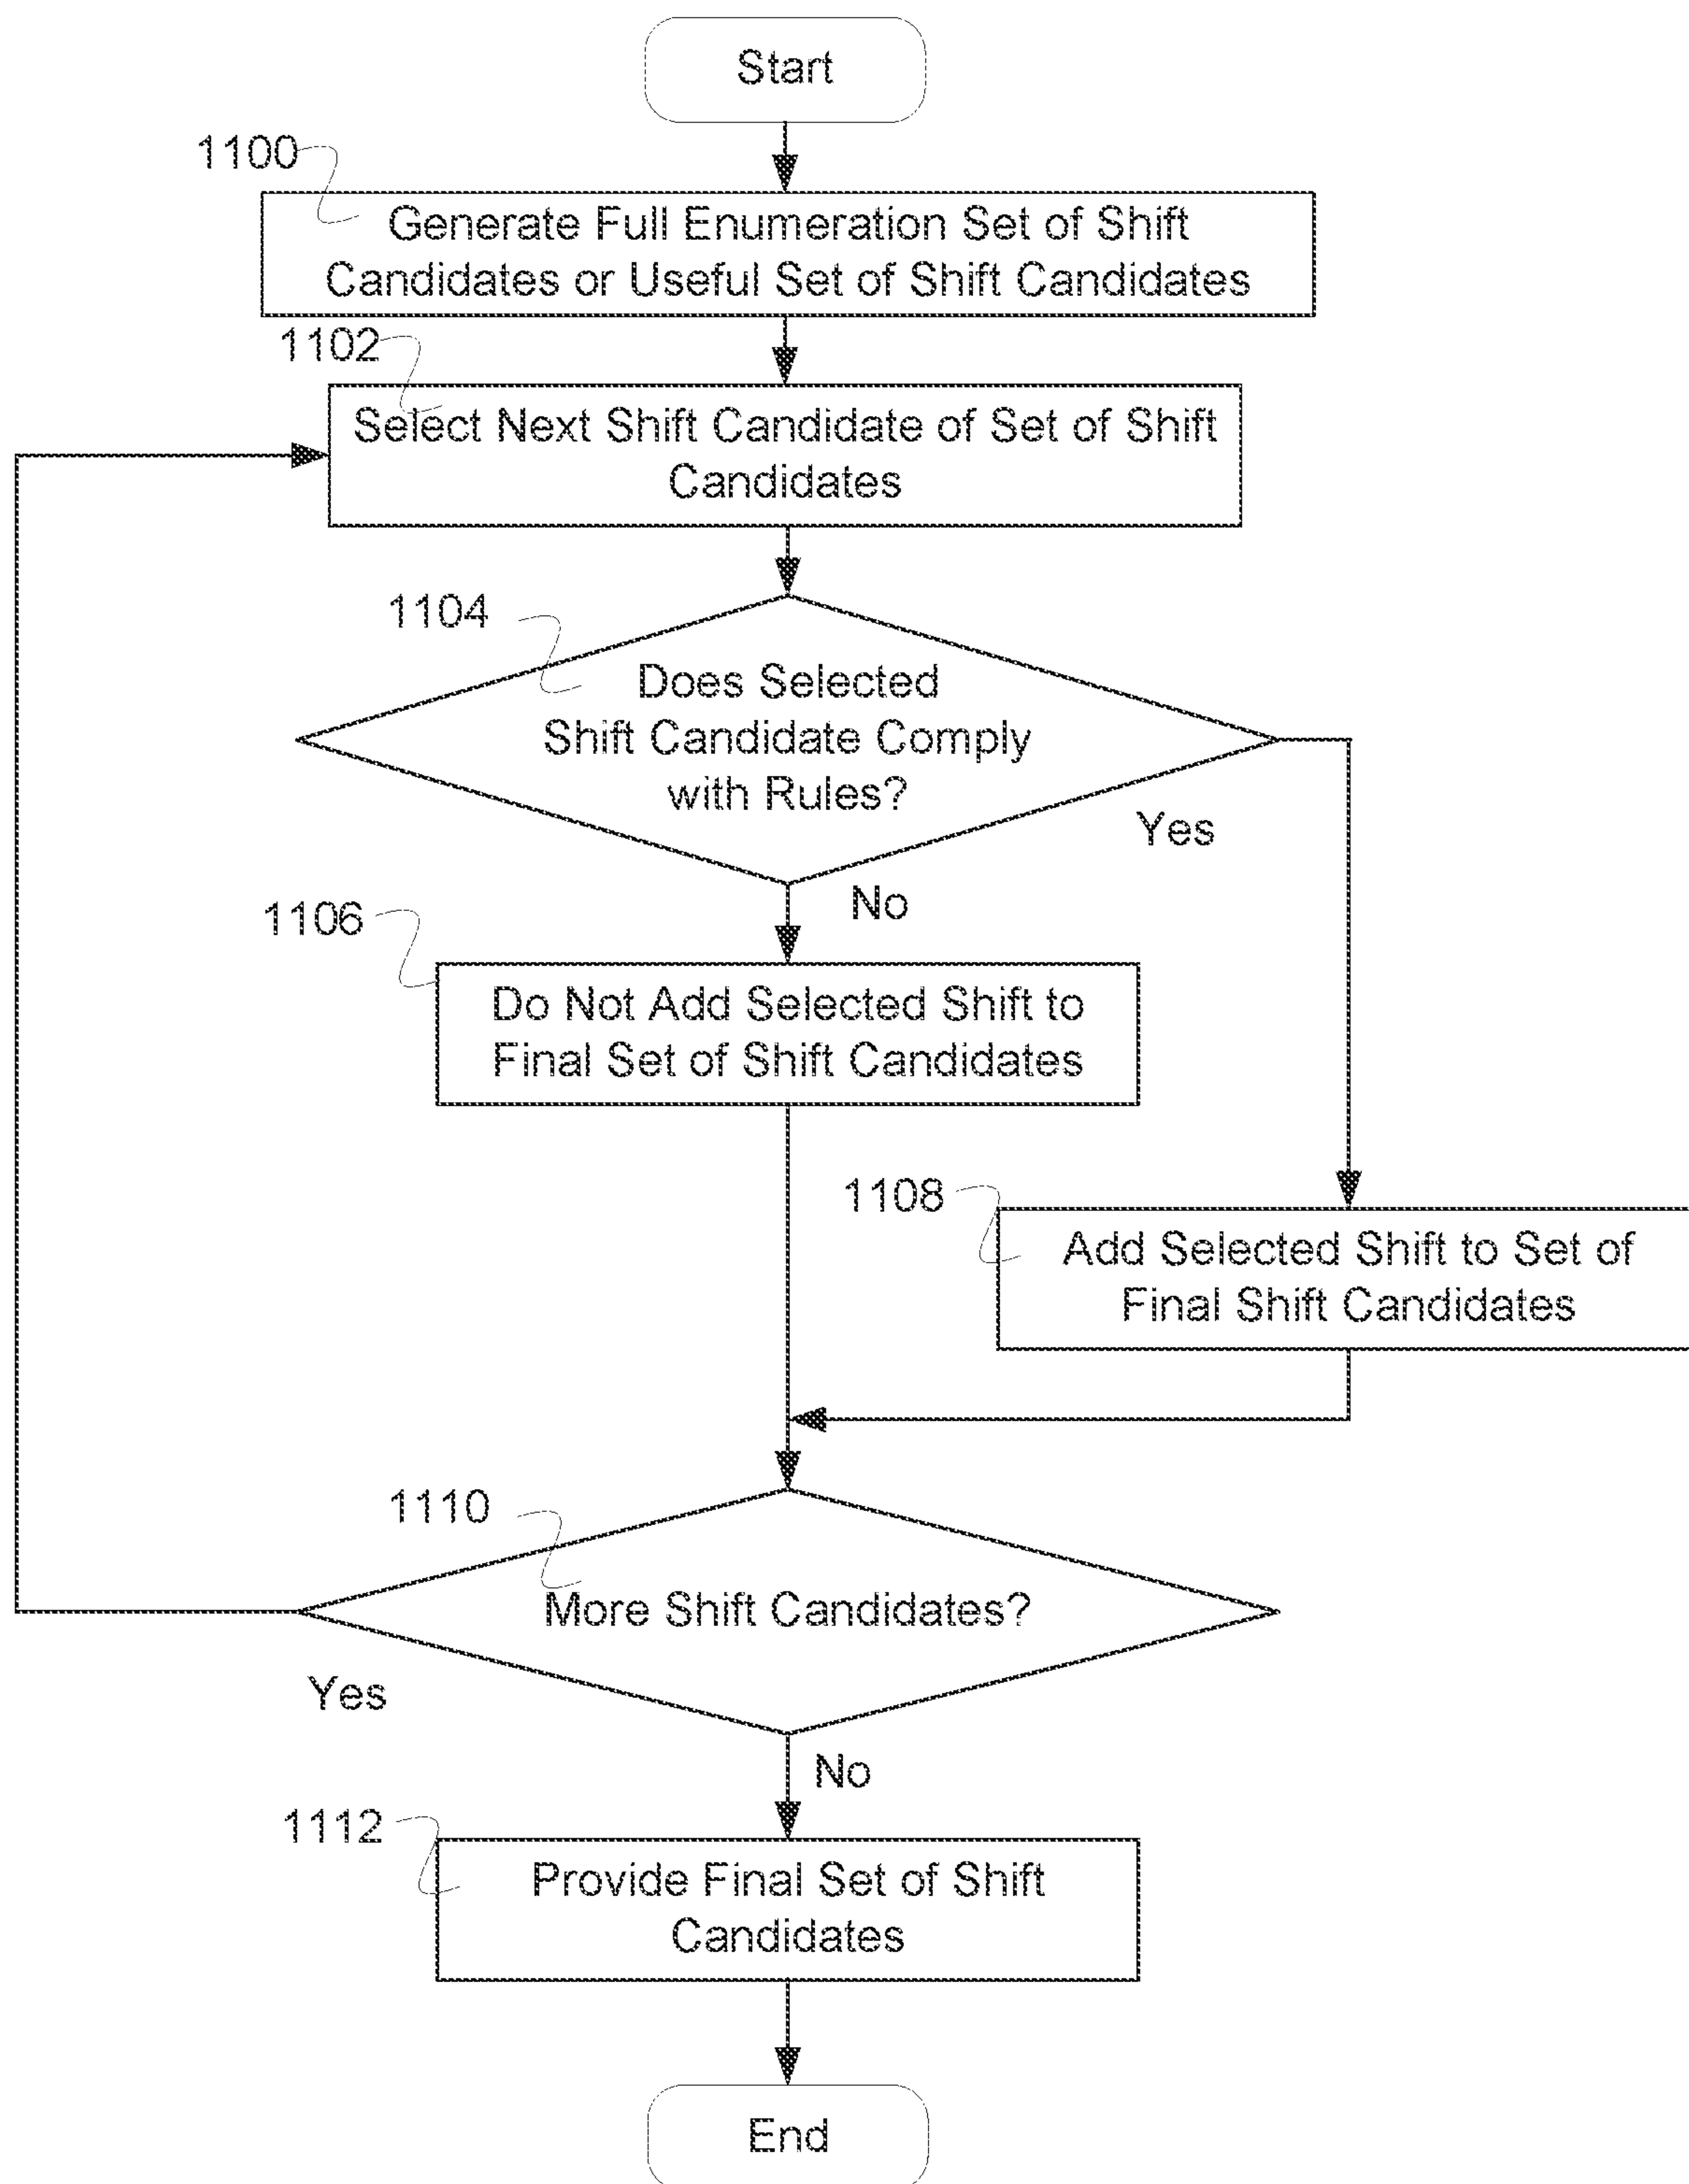 Start
1100
Generate Full Enumeration Set of Shift
Candidates or Useful Set of Shift Candidates
1102
Select Next Shift Candidate of Set of Shift
Candidates
1104
Does Selected
Shift Candidate Comply
with Rules?
Yes
No
1106
Do Not Add Selected Shift to
Final Set of Shift Candidates
1108
Add Selected Shift to Set of
Final Shift Candidates
1110
More Shift Candidates?
Yes
No
1112
Provide Final Set of Shift
Candidates
End